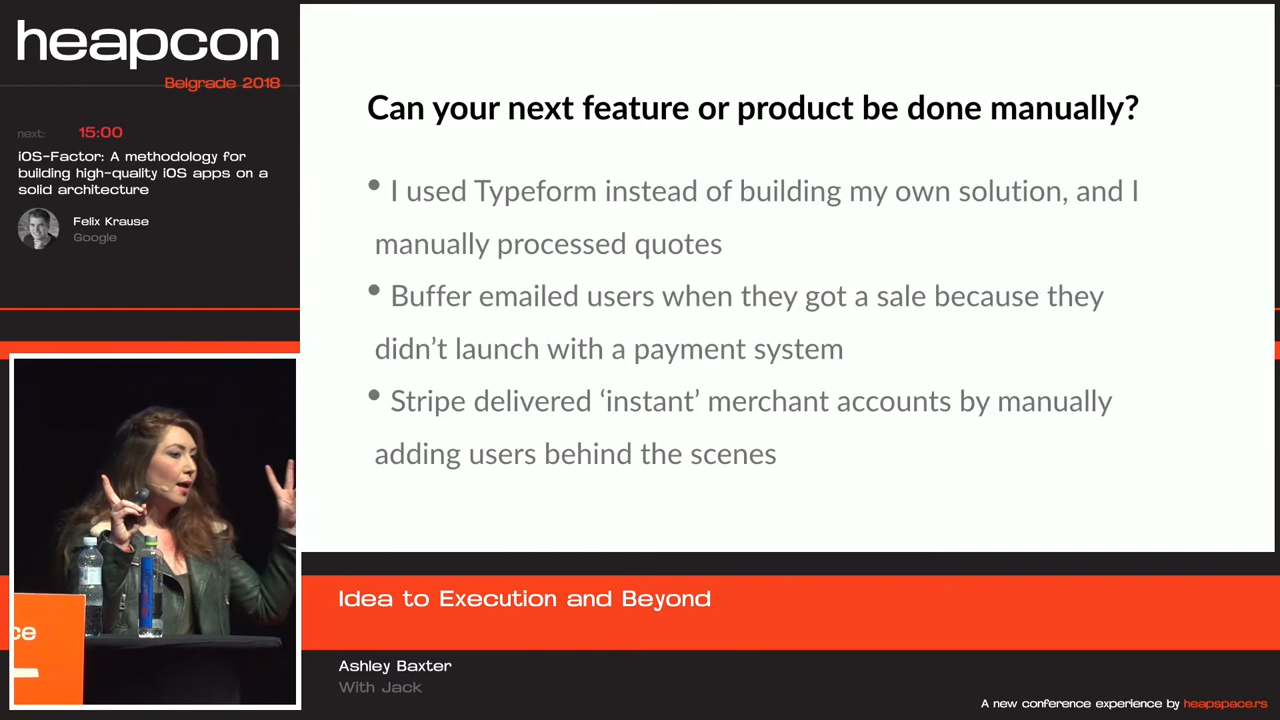 heapcon
Belgrade 2018
next: 15:00
iOS-Factor: A methodology for
building high-quality iOS apps on a
solid architecture
Felix Krause
Google
Can your next feature or product be done manually?
• I used Typeform instead of building my own solution, and I
manually processed quotes
• Buffer emailed users when they got a sale because they
didn’t launch with a payment system
• Stripe delivered ‘instant’ merchant accounts by manually
adding users behind the scenes
ce
Idea to Execution and Beyond
Ashley Baxter
With Jack
A new conference experience by heapspace.rs